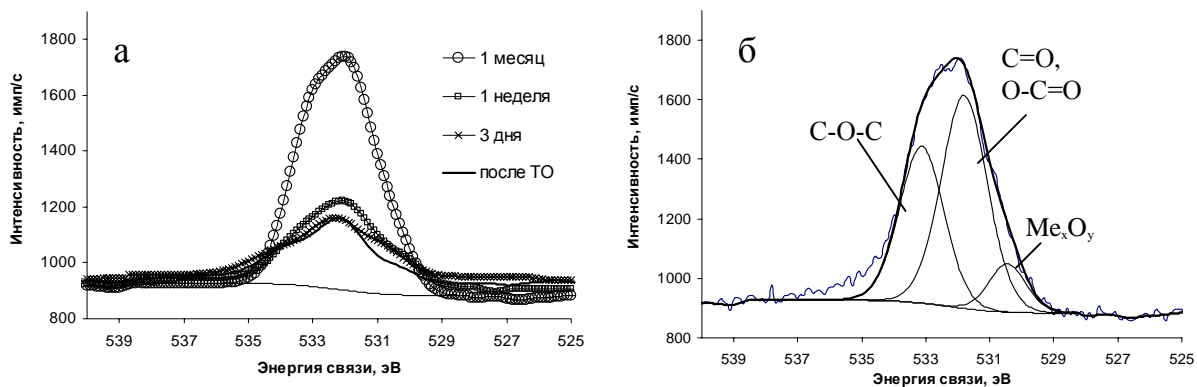 а
1800
1600
1400
1200
1000
800
Интенсивность, имп/с
539 537 535 533 531 529 527 525
Энергия связи, эВ
1 месяц
1 неделя
3 дня
после ТО
б
1800
1600
1400
1200
1000
800
Интенсивность, имп/с
539 537 535 533 531 529 527 525
Энергия связи, эВ
C-O-C
C=O,
O-C=O
MeₓOᵧ